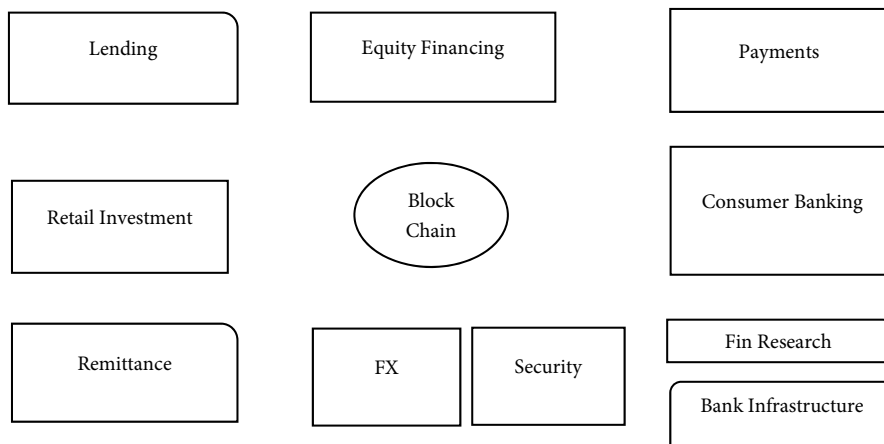 Lending
Equity Financing
Payments
Retail Investment
Block
Chain
Consumer Banking
Remittance
FX
Security
Fin Research
Bank Infrastructure